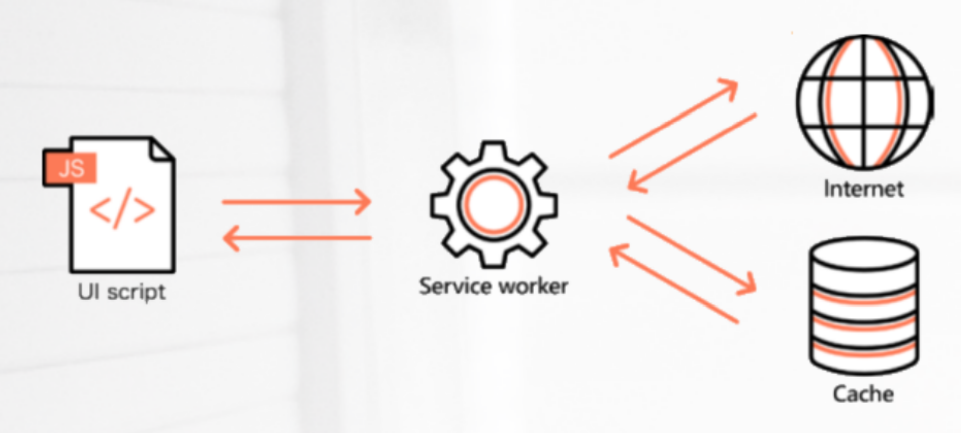 JS
</>
UI script
Service worker
Internet
Cache